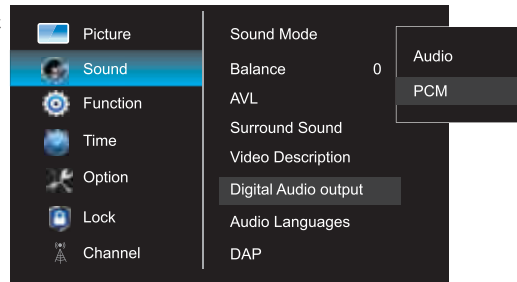 Picture
Sound
Function
Time
Option
Lock
Channel
Sound Mode
Balance 0
AVL
Surround Sound
Video Description
Digital Audio output
Audio Languages
DAP
Audio
PCM